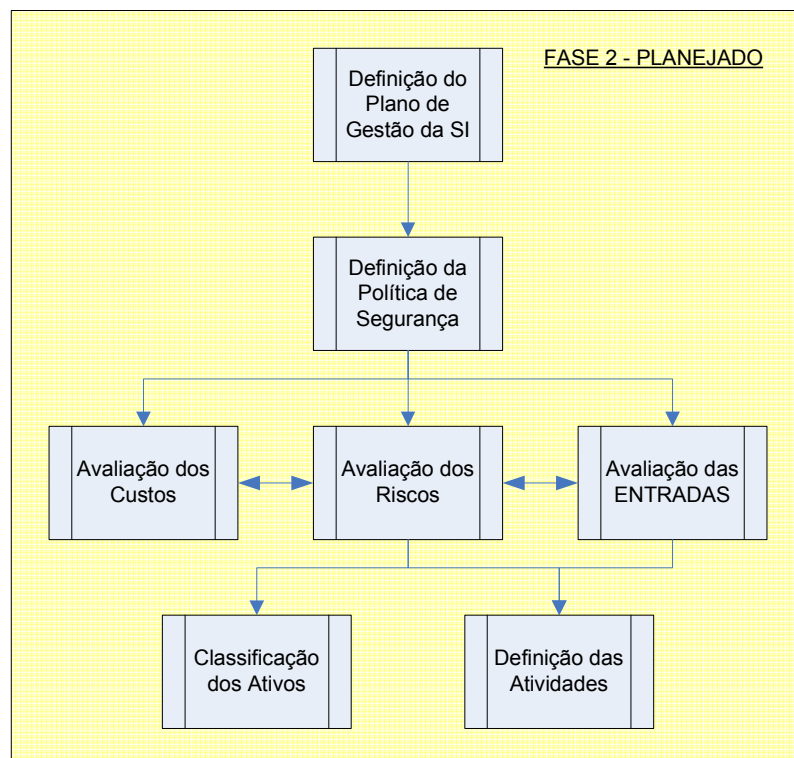 FASE 2 - PLANEJADO
Definição do
Plano de
Gestão da SI
Definição da
Política de
Segurança
Avaliação dos
Custos
Avaliação dos
Riscos
Avaliação das
ENTRADAS
Classificação
dos Ativos
Definição das
Atividades